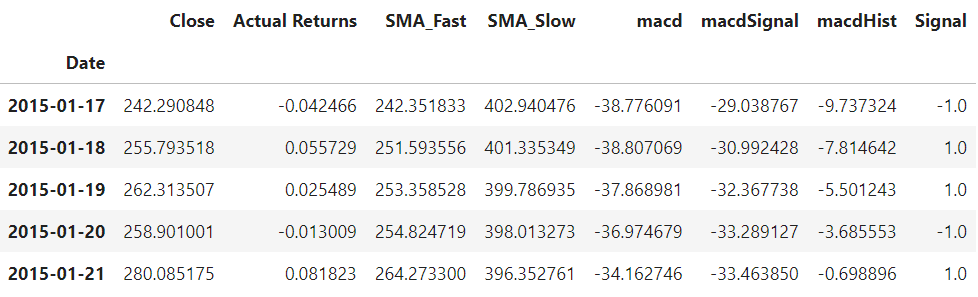 Close Actual Returns SMA_Fast SMA_Slow macd macdSignal macdHist Signal
Date
2015-01-17 242.290848 -0.042466 242.351833 402.940476 -38.776091 -29.038767 -9.737324 -1.0
2015-01-18 255.793518 0.055729 251.593556 401.335349 -38.807069 -30.992428 -7.814642 1.0
2015-01-19 262.313507 0.025489 253.358528 399.786935 -37.868981 -32.367738 -5.501243 1.0
2015-01-20 258.901001 -0.013009 254.824719 398.013273 -36.974679 -33.289127 -3.685553 -1.0
2015-01-21 280.085175 0.081823 264.273300 396.352761 -34.162746 -33.463850 -0.698896 1.0